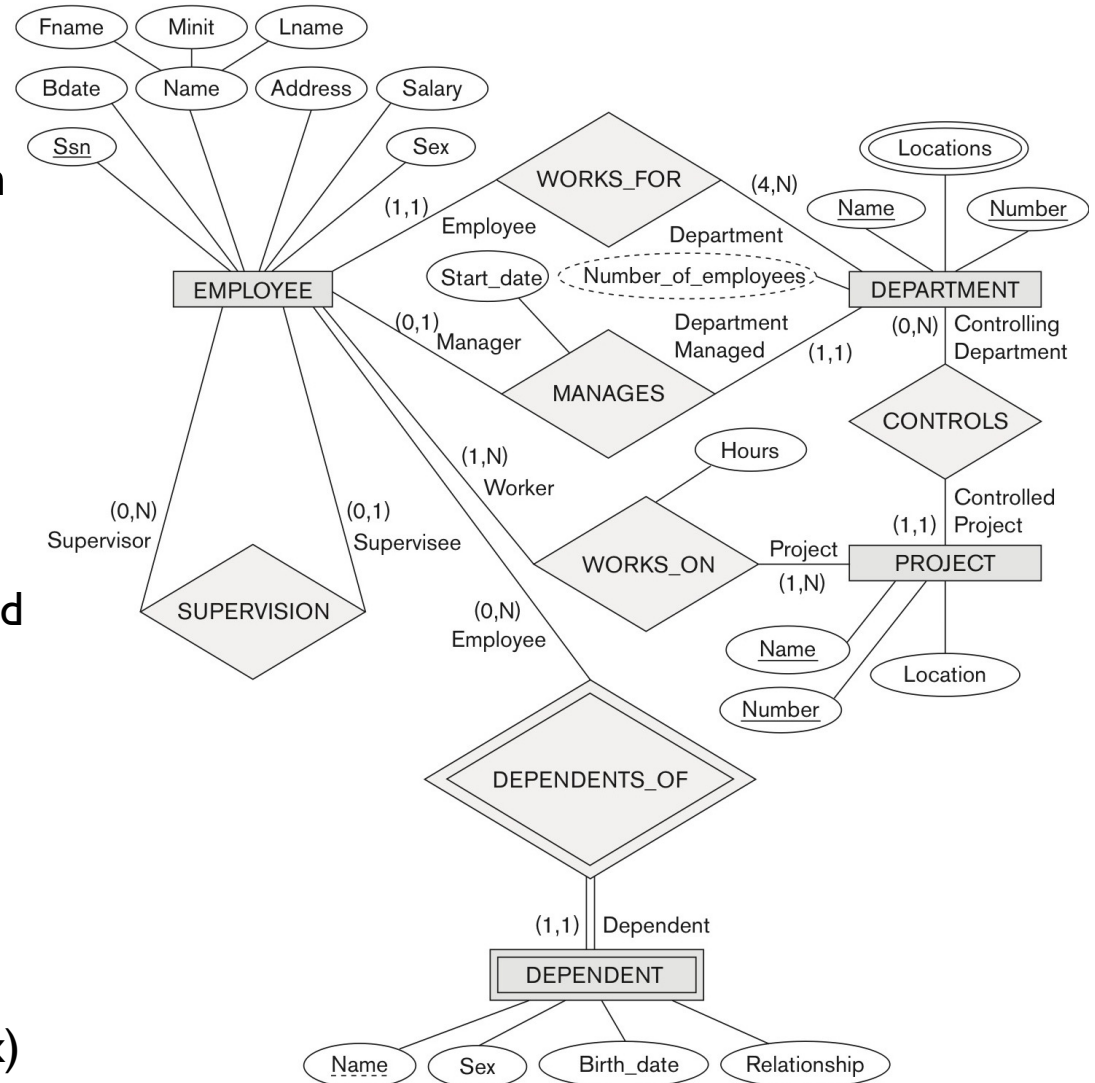 Fname Minit Lname
Bdate Name Address Salary
Ssn Sex
n
WORKS_FOR
Locations
(4,N)
Name Number
(1,1)
Employee
Department
Start_date
Number_of_employees
EMPLOYEE
DEPARTMENT
(0,1)
Manager
Department
Managed
(1,1)
(0,N)
Controlling
Department
MANAGES
CONTROLS
Hours
(1,N)
Worker
(0,N)
Supervisor
(0,1)
Supervisee
Controlled
Project
(1,1)
WORKS_ON
Project
(1,N)
PROJECT
SUPERVISION
d
(0,N)
Employee
Name
Location
Number
DEPENDENTS_OF
(1,1)
Dependent
DEPENDENT
x)
Name Sex Birth_date Relationship